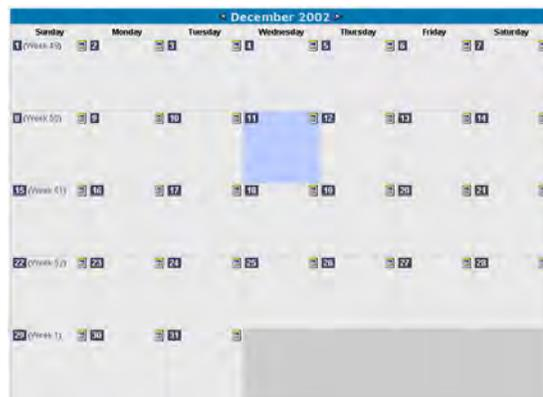 December 2002
Sunday Monday Tuesday Wednesday Thursday Friday Saturday
1 (Week 49) 2 3 4 5 6 7
8 (Week 50) 9 10 11 12 13 14
15 (Week 51) 16 17 18 19 20 21
22 (Week 52) 23 24 25 26 27 28
29 (Week 1) 30 31